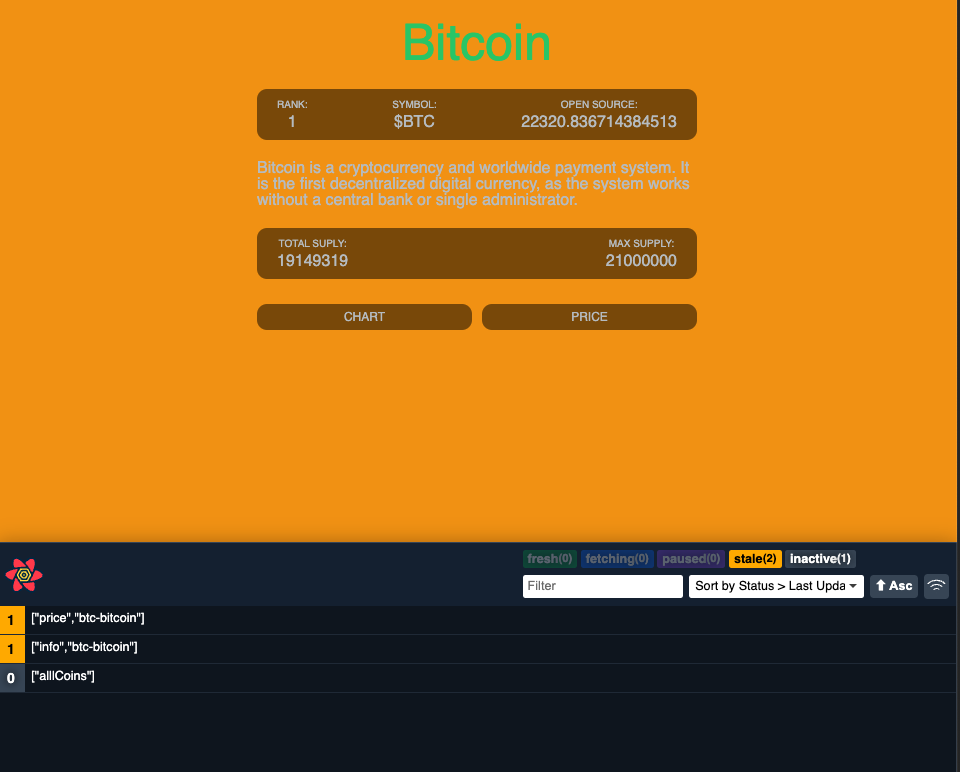 Bitcoin
RANK: SYMBOL: OPEN SOURCE:
1 $BTC 22320.836714384513
Bitcoin is a cryptocurrency and worldwide payment system. It
is the first decentralized digital currency, as the system works
without a central bank or single administrator.
TOTAL SUPLY: MAX SUPPLY:
19149319 21000000
CHART PRICE
fresh(0) fetching(0) paused(0) stale(2) inactive(1)
Filter Sort by Status > Last Upda Asc
1 ["price","btc-bitcoin"]
1 ["info","btc-bitcoin"]
0 ["alllCoins"]